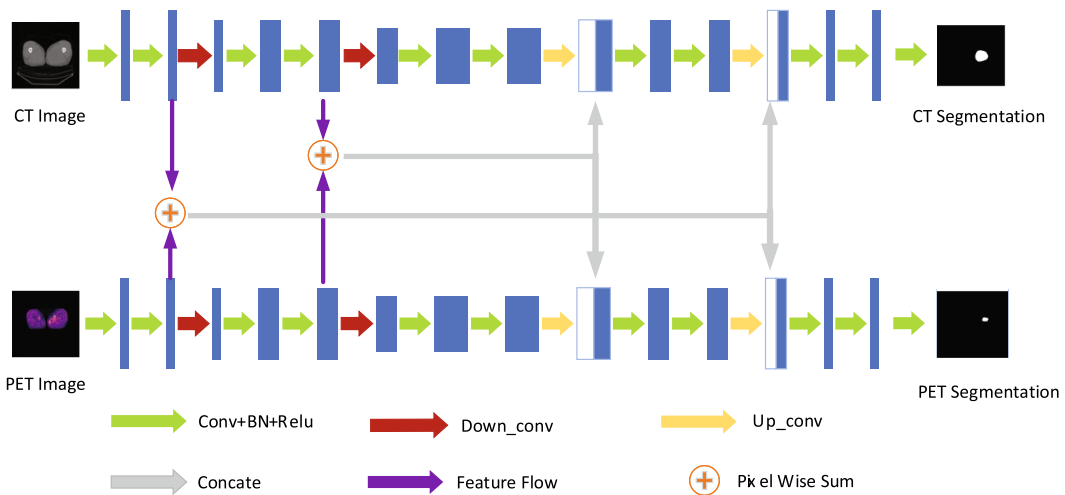 CT Image
CT Segmentation
PET Image
PET Segmentation
Conv+BN+Relu
Down_conv
Up_conv
Concate
Feature Flow
Pixel Wise Sum